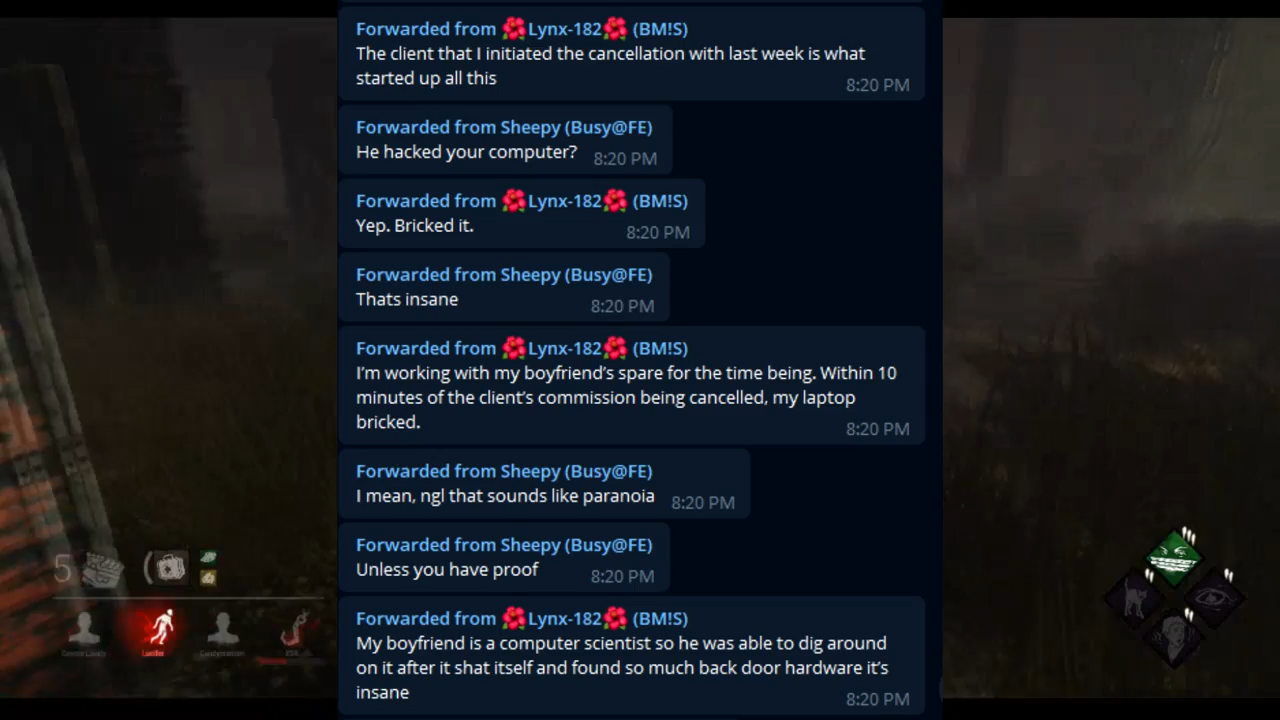 Forwarded from 🌺Lynx-182🌺 (BM!S)
The client that I initiated the cancellation with last week is what
started up all this
8:20 PM
Forwarded from Sheepy (Busy@FE)
He hacked your computer? 8:20 PM
Forwarded from 🌺Lynx-182🌺 (BM!S)
Yep. Bricked it. 8:20 PM
Forwarded from Sheepy (Busy@FE)
Thats insane 8:20 PM
Forwarded from 🌺Lynx-182🌺 (BM!S)
I'm working with my boyfriend's spare for the time being. Within 10
minutes of the client's commission being cancelled, my laptop
bricked. 8:20 PM
Forwarded from Sheepy (Busy@FE)
I mean, ngl that sounds like paranoia 8:20 PM
Forwarded from Sheepy (Busy@FE)
Unless you have proof 8:20 PM
Forwarded from 🌺Lynx-182🌺 (BM!S)
My boyfriend is a computer scientist so he was able to dig around
on it after it shat itself and found so much back door hardware it's
insane 8:20 PM
5